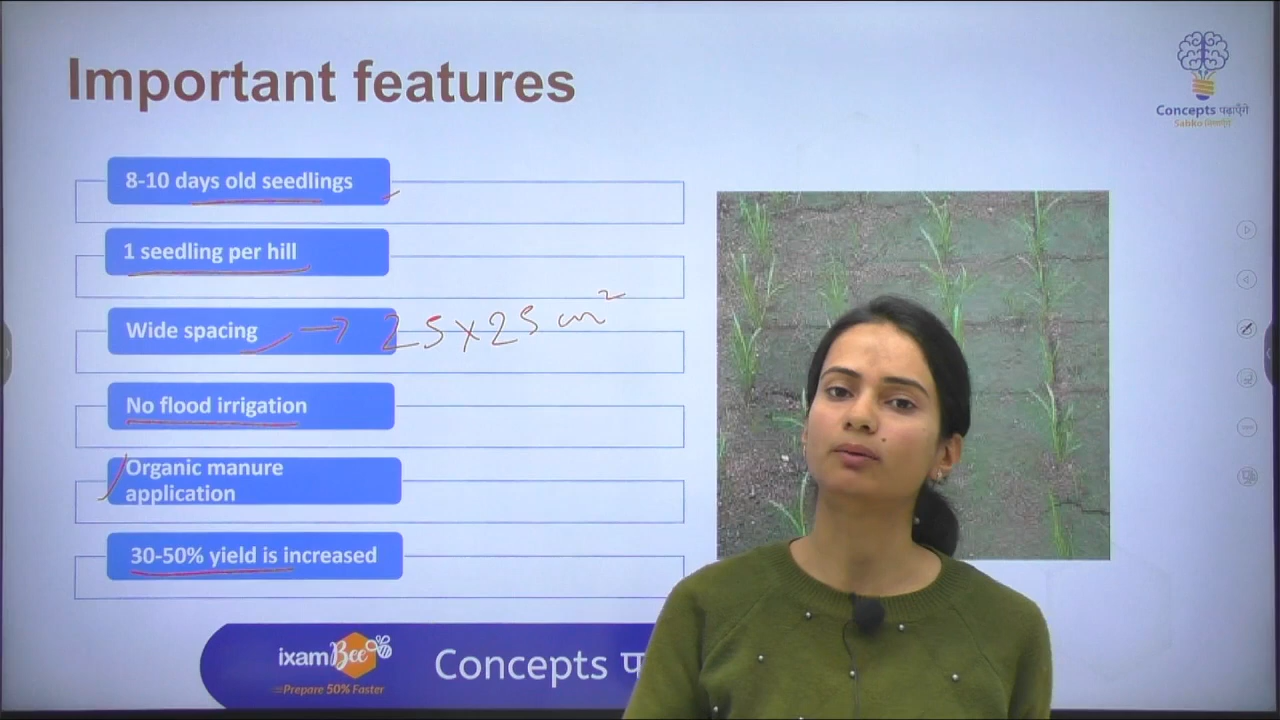 Important features
Concepts पढ़ाएँगे
8-10 days old seedlings
1 seedling per hill
Wide spacing → 25 x 25 cm²
No flood irrigation
Organic manure
application
30-50% yield is increased
ixamBee
Prepare 50% Faster
Concepts